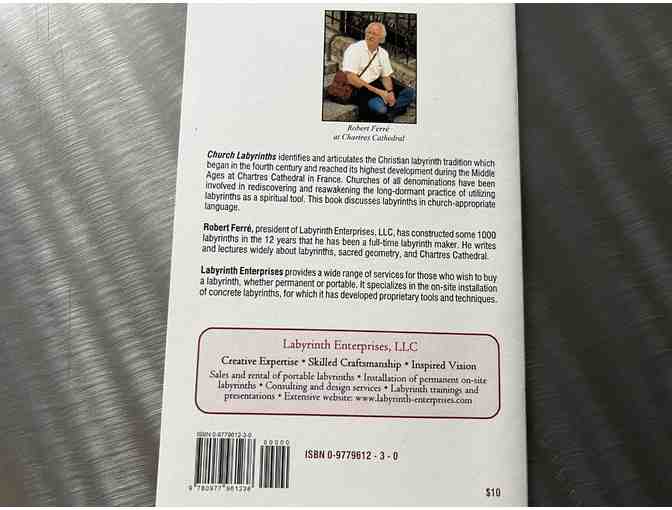 Robert Ferré
at Chartres Cathedral
Church Labyrinths identifies and articulates the Christian labyrinth tradition which
began in the fourth century and reached its highest development during the Middle
Ages at Chartres Cathedral in France. Churches of all denominations have been
involved in rediscovering and reawakening the long-dormant practice of utilizing
labyrinths as a spiritual tool. This book discusses labyrinths in church-appropriate
language.
Robert Ferré, president of Labyrinth Enterprises, LLC, has constructed some 1000
labyrinths in the 12 years that he has been a full-time labyrinth maker. He writes
and lectures widely about labyrinths, sacred geometry, and Chartres Cathedral.
Labyrinth Enterprises provides a wide range of services for those who wish to buy
a labyrinth, whether permanent or portable. It specializes in the on-site installation
of concrete labyrinths, for which it has developed proprietary tools and techniques.
Labyrinth Enterprises, LLC
Creative Expertise • Skilled Craftsmanship • Inspired Vision
Sales and rental of portable labyrinths • Installation of permanent on-site
labyrinths • Consulting and design services • Labyrinth trainings and
presentations • Extensive website: www.labyrinth-enterprises.com
ISBN 0-9779612-3-0
00000
ISBN 0-9779612 - 3 - 0
9 780977 961236
$10